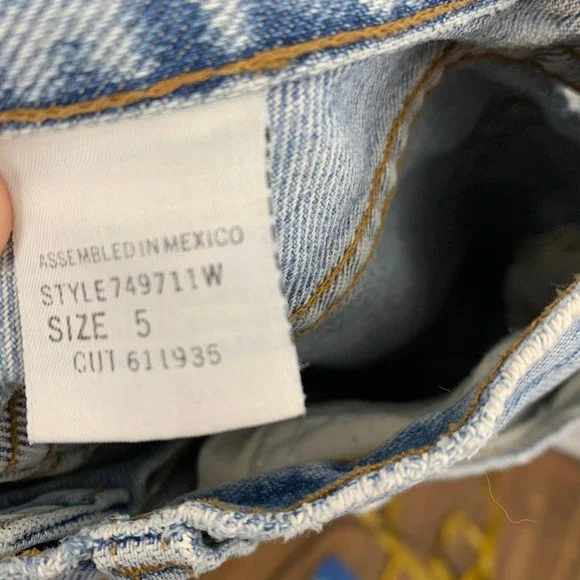 ASSEMBLED IN MEXICO
STYLE 749711W
SIZE 5
CUT 611935